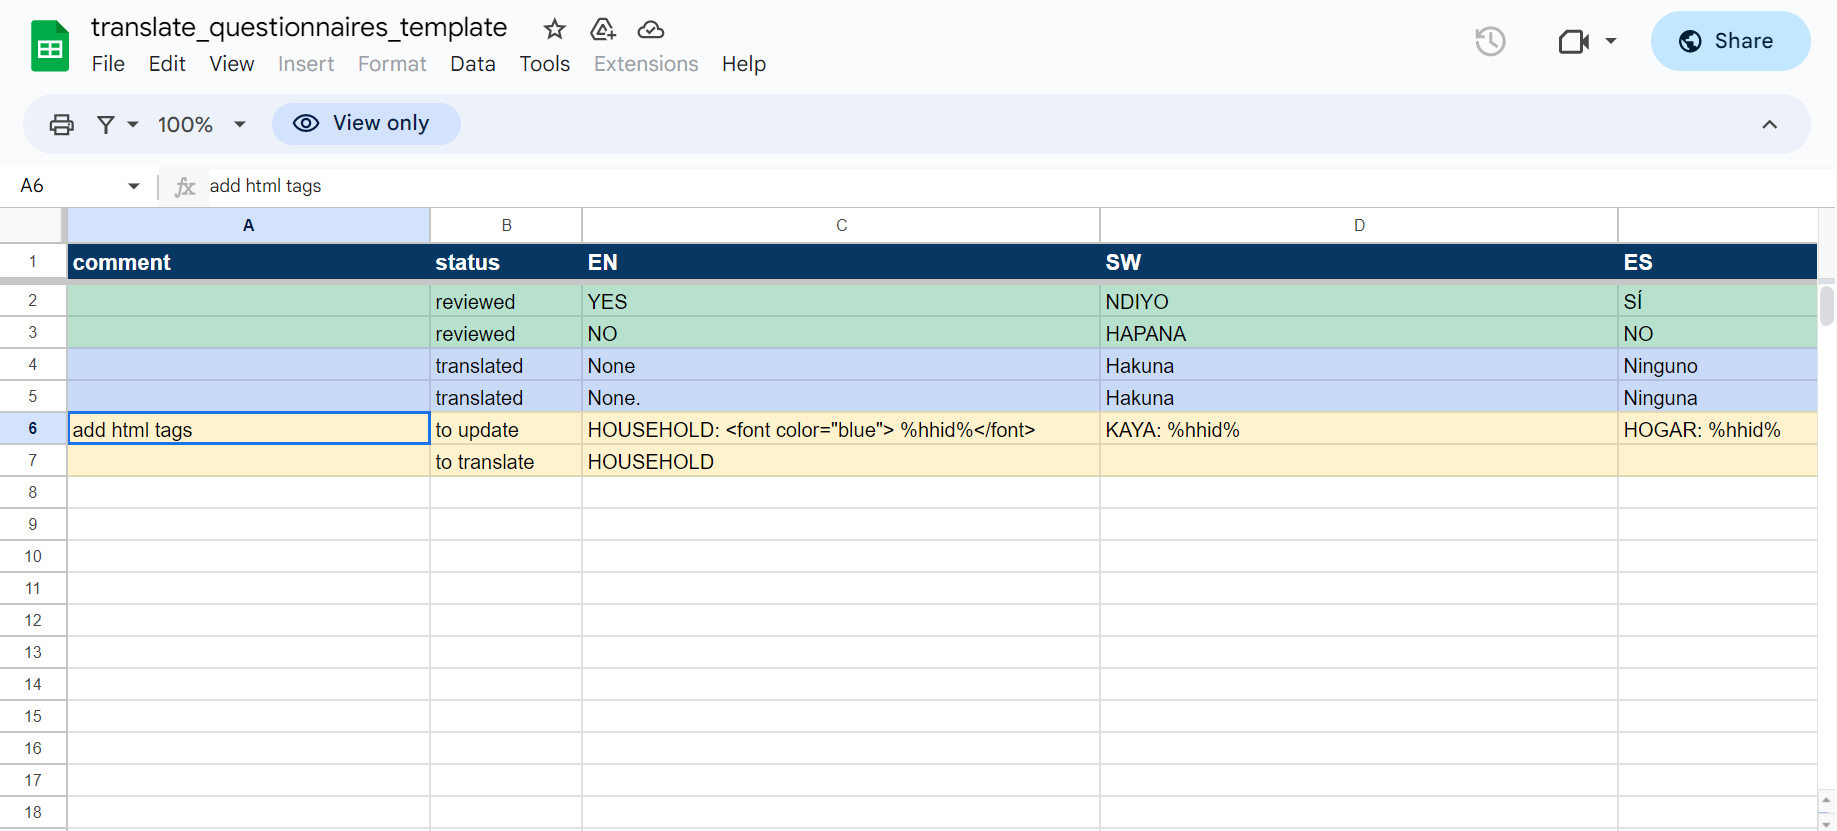 translate_questionnaires_template
File Edit View Insert Format Data Tools Extensions Help
Share
100% View only
A6 fx add html tags
A B C D
1 comment status EN SW ES
2 reviewed YES NDIYO SÍ
3 reviewed NO HAPANA NO
4 translated None Hakuna Ninguno
5 translated None. Hakuna Ninguna
6 add html tags to update HOUSEHOLD: <font color="blue"> %hhid%</font> KAYA: %hhid% HOGAR: %hhid%
7 to translate HOUSEHOLD
8
9
10
11
12
13
14
15
16
17
18